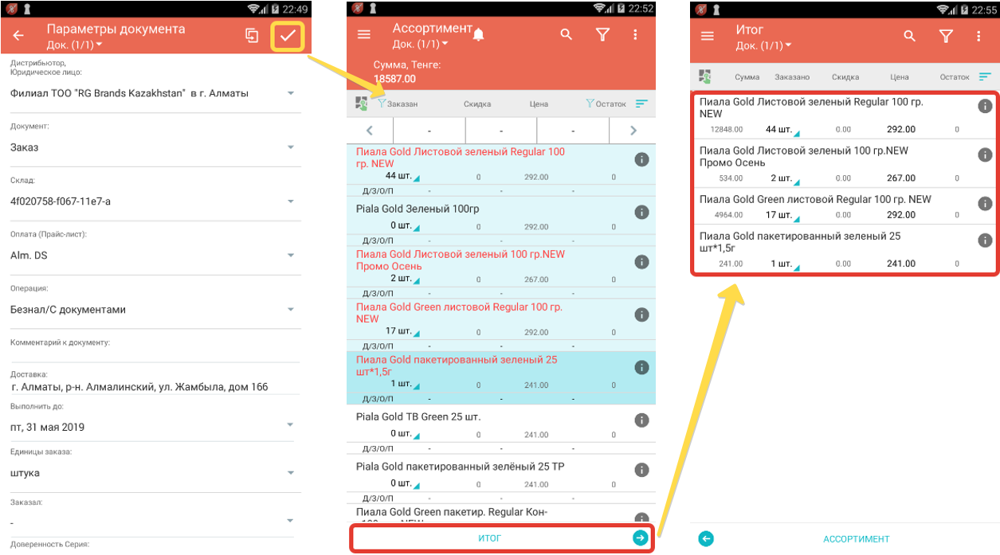 22:49
Параметры документа
Док. (1/1)
Дистрибьютор,
Юридическое лицо:
Филиал ТОО "RG Brands Kazakhstan" в г. Алматы
Документ:
Заказ
Склад:
4f020758-f067-11e7-a
Оплата (Прайс-лист):
Alm. DS
Операция:
Безнал/С документами
Комментарий к документу:
Доставка:
г. Алматы, р-н. Алмалинский, ул. Жамбыла, дом 166
Выполнить до:
пт, 31 мая 2019
Единицы заказа:
штука
Заказал:
-
Доверенность Серия:
22:52
Ассортимент
Док. (1/1)
Сумма, Тенге:
18587.00
Заказан Скидка Цена Остаток
- - -
Пиала Gold Листовой зеленый Regular 100
гр. NEW
44 шт. 0 292.00 0
Д/З/О/П - - -
Piala Gold Зеленый 100гр
0 шт. 0 292.00 0
Д/З/О/П - - -
Пиала Gold Листовой зеленый 100 гр.NEW
Промо Осень
2 шт. 0 267.00 0
Д/З/О/П - - -
Пиала Gold Green листовой Regular 100 гр.
NEW
17 шт. 0 292.00 0
Д/З/О/П - - -
Пиала Gold пакетированный зеленый 25
шт*1,5г
1 шт. 0 241.00 0
Д/З/О/П - - -
Piala Gold ТВ Green 25 шт.
0 шт. 0 241.00 0
Д/З/О/П - - -
Piala Gold пакетированный зелёный 25 ТР
0 шт. 0 241.00 0
Д/З/О/П - - -
Пиала Gold Green пакетир. Regular Кон-
ИТОГ
22:55
Итог
Док. (1/1)
Сумма Заказано Скидка Цена Остаток
Пиала Gold Листовой зеленый Regular 100 гр.
NEW
12848.00 44 шт. 0.00 292.00 0
Пиала Gold Листовой зеленый 100 гр.NEW
Промо Осень
534.00 2 шт. 0.00 267.00 0
Пиала Gold Green листовой Regular 100 гр. NEW
4964.00 17 шт. 0.00 292.00 0
Пиала Gold пакетированный зеленый 25
шт*1,5г
241.00 1 шт. 0.00 241.00 0
АССОРТИМЕНТ